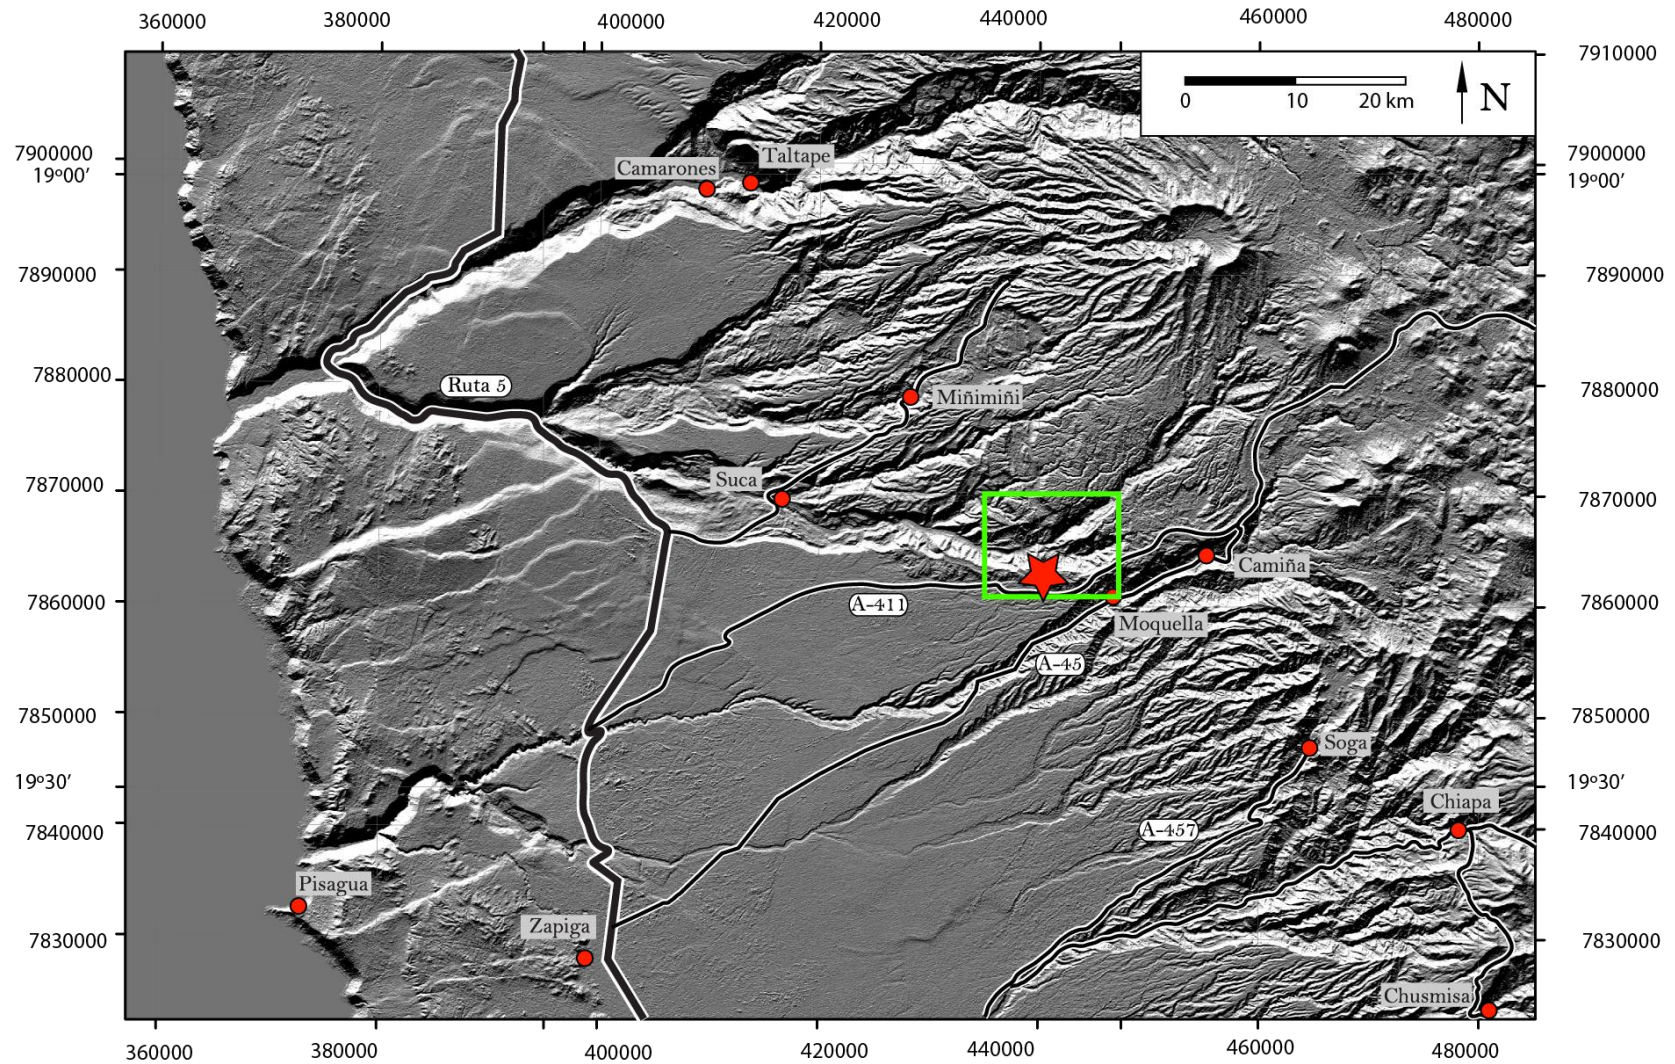 360000
380000
400000
420000
440000
460000
480000
7910000
0
10
20 km
N
7900000
19º00′
7900000
19º00′
Camarones
Taltape
7890000
7890000
7880000
7880000
Ruta 5
Miñimiñi
7870000
7870000
Suca
7860000
7860000
A-411
Camiña
Moquella
A-45
7850000
7850000
Soga
19º30′
19º30′
Chiapa
7840000
7840000
A-457
Pisagua
Zapiga
7830000
7830000
Chusmisa
360000
380000
400000
420000
440000
460000
480000